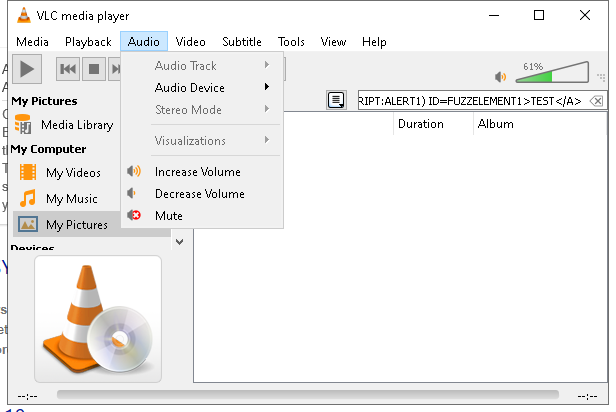 VLC media player
Media Playback Audio Video Subtitle Tools View Help
Audio Track
Audio Device
Stereo Mode
Visualizations
Increase Volume
Decrease Volume
Mute
61%
My Pictures
Media Library
My Computer
My Videos
My Music
My Pictures
Devices
RIPT:ALERT1) ID=FUZZELEMENT1>TEST</A>
Duration Album
--:-- --:--